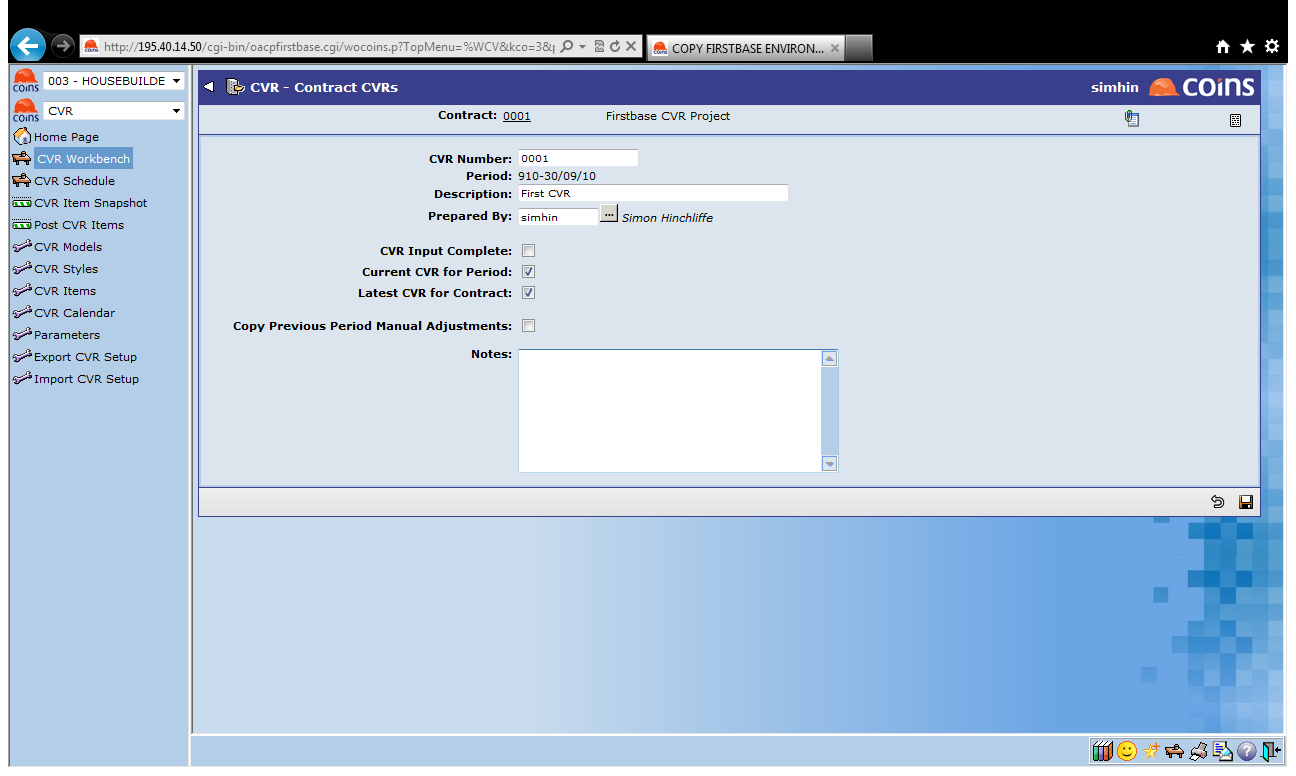 http://195.40.14.50/cgi-bin/oacpfirstbase.cgi/wocoins.p?TopMenu=%WCV&kco=3&
COPY FIRSTBASE ENVIRON...
coins 003 - HOUSEBUILDE
coins CVR
Home Page
CVR Workbench
CVR Schedule
CVR Item Snapshot
Post CVR Items
CVR Models
CVR Styles
CVR Items
CVR Calendar
Parameters
Export CVR Setup
Import CVR Setup
CVR - Contract CVRs
simhin coins
Contract: 0001 Firstbase CVR Project
CVR Number: 0001
Period: 910-30/09/10
Description: First CVR
Prepared By: simhin ... Simon Hinchliffe
CVR Input Complete:
Current CVR for Period:
Latest CVR for Contract:
Copy Previous Period Manual Adjustments:
Notes: